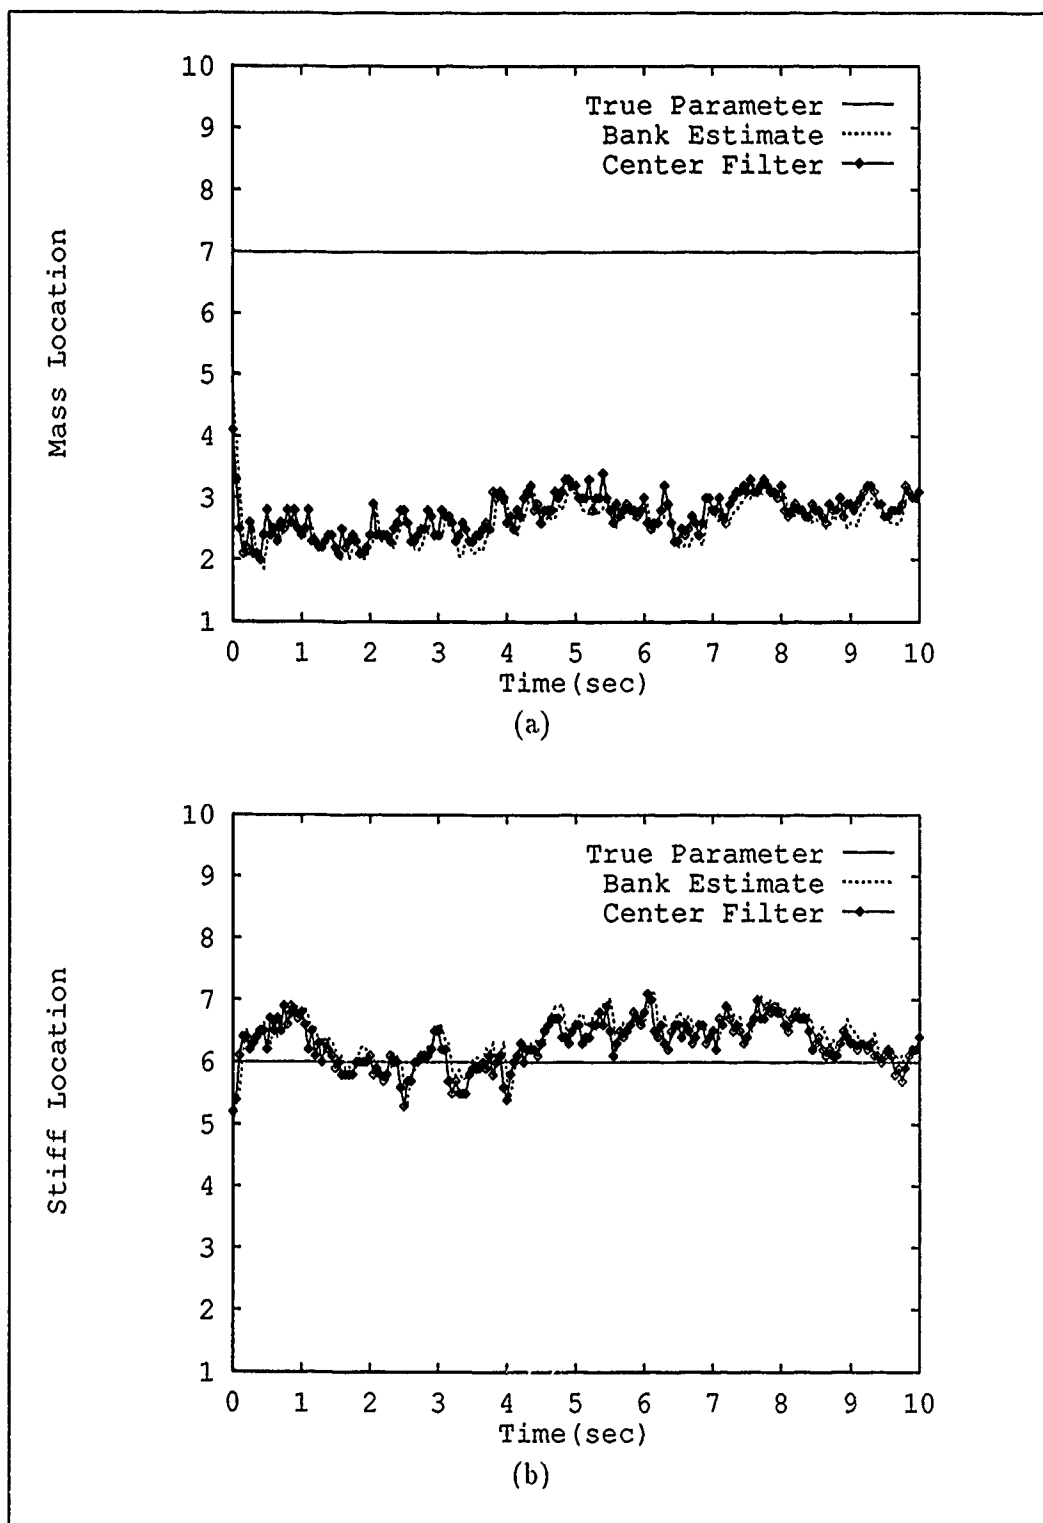 10
True Parameter
9
Bank Estimate
Center Filter
8
7
Mass Location
6
5
4
3
2
1
0 1 2 3 4 5 6 7 8 9 10
Time(sec)
(a)
10
True Parameter
9
Bank Estimate
Center Filter
8
7
Stiff Location
6
5
4
3
2
1
0 1 2 3 4 5 6 7 8 9 10
Time(sec)
(b)